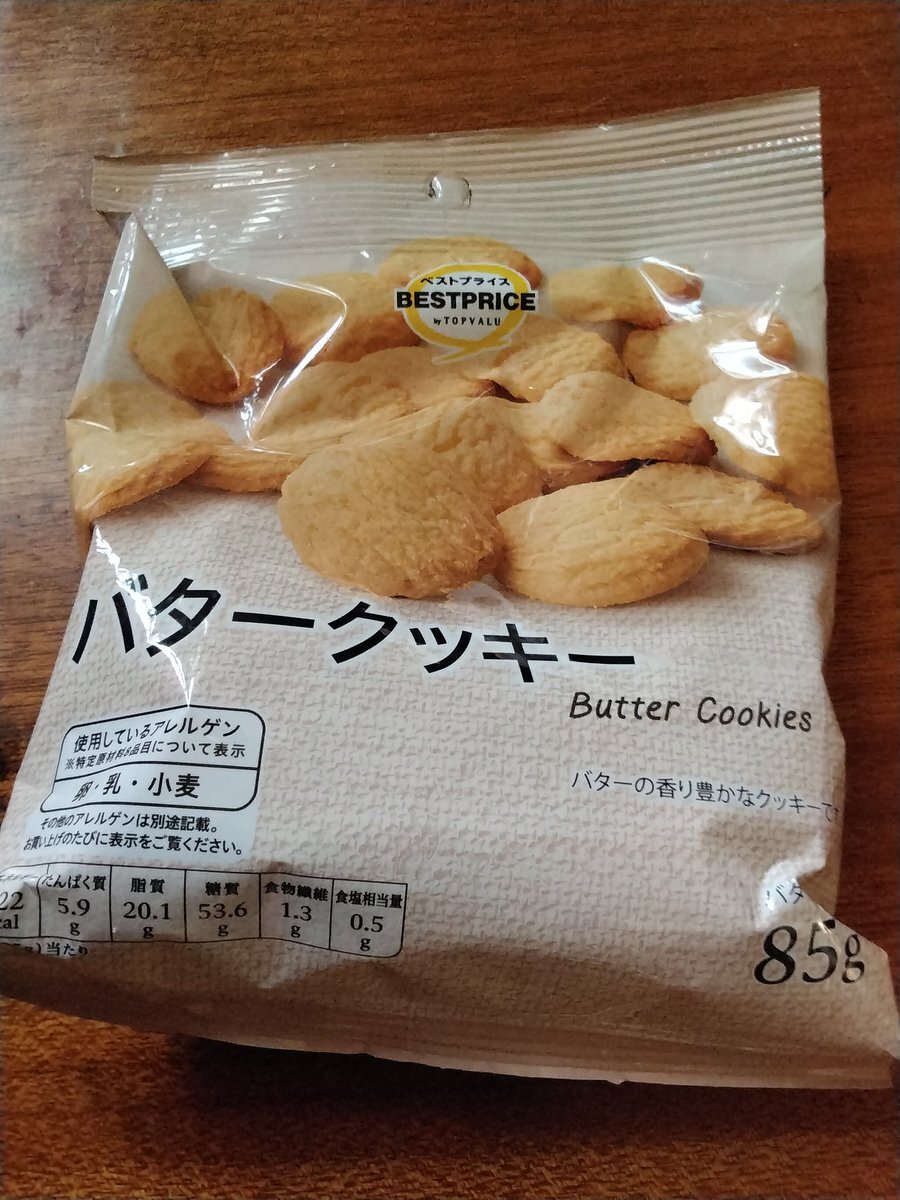 ベストプライス
BESTPRICE
by TOPVALU
バタークッキー
Butter Cookies
バターの香り豊かなクッキーです
使用しているアレルゲン
※特定原材料8品目について表示
卵・乳・小麦
その他のアレルゲンは別途記載。
お買い上げのたびに表示をご覧ください。
たんぱく質 脂質 糖質 食物繊維 食塩相当量
5.9 20.1 53.6 1.3 0.5
g g g g g
当たり
バタ
85g